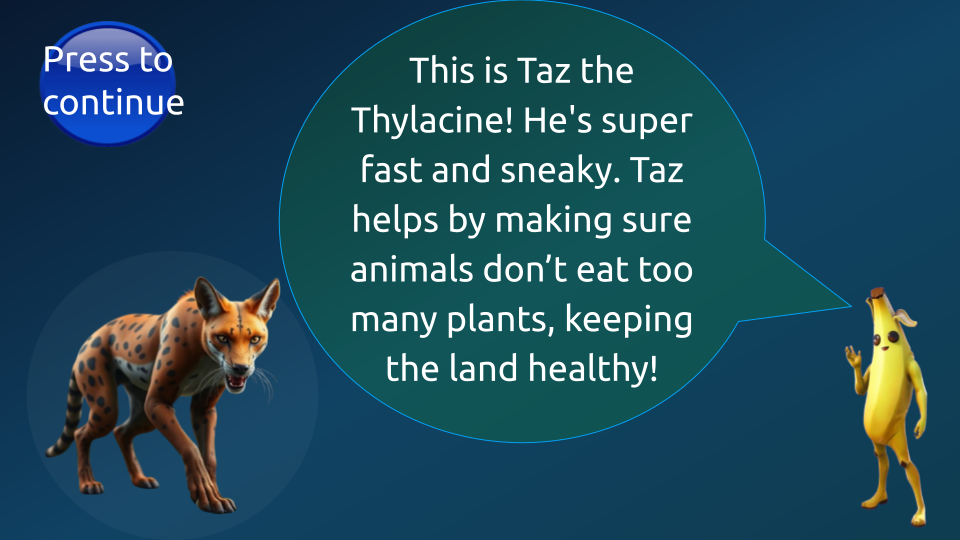 Press to
continue
This is Taz the
Thylacine! He's super
fast and sneaky. Taz
helps by making sure
animals don’t eat too
many plants, keeping
the land healthy!